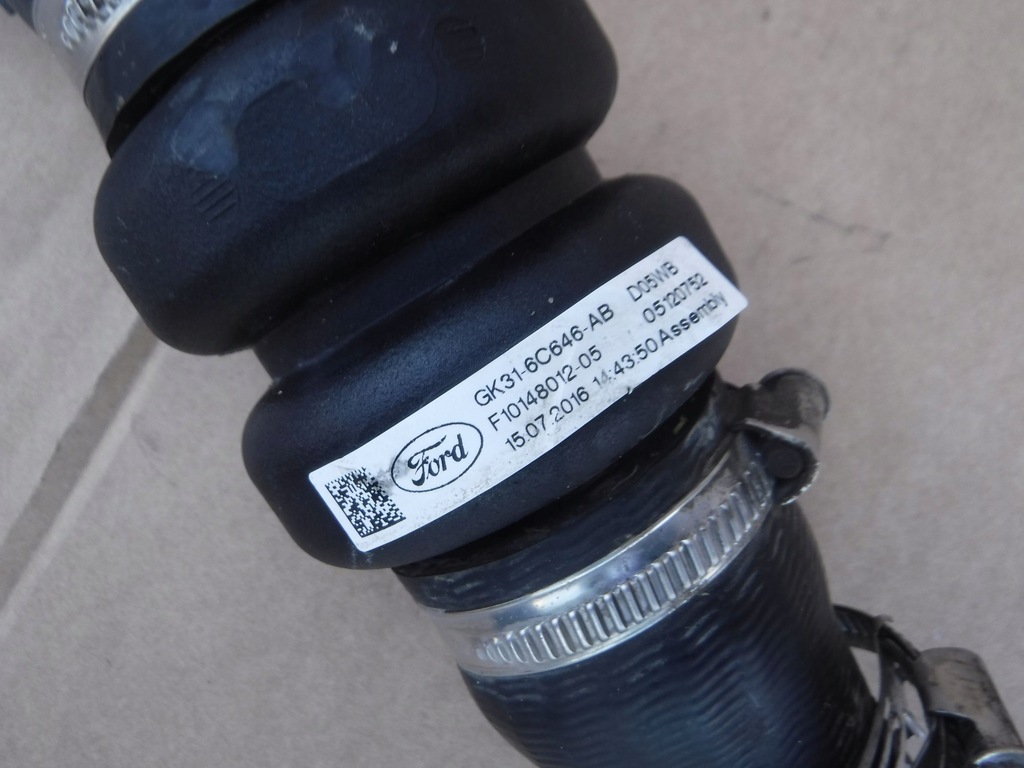 Ford
GK31-6C646-AB D05WB
F10148012-05 05120752
15.07.2016 14:43:50 Assembly